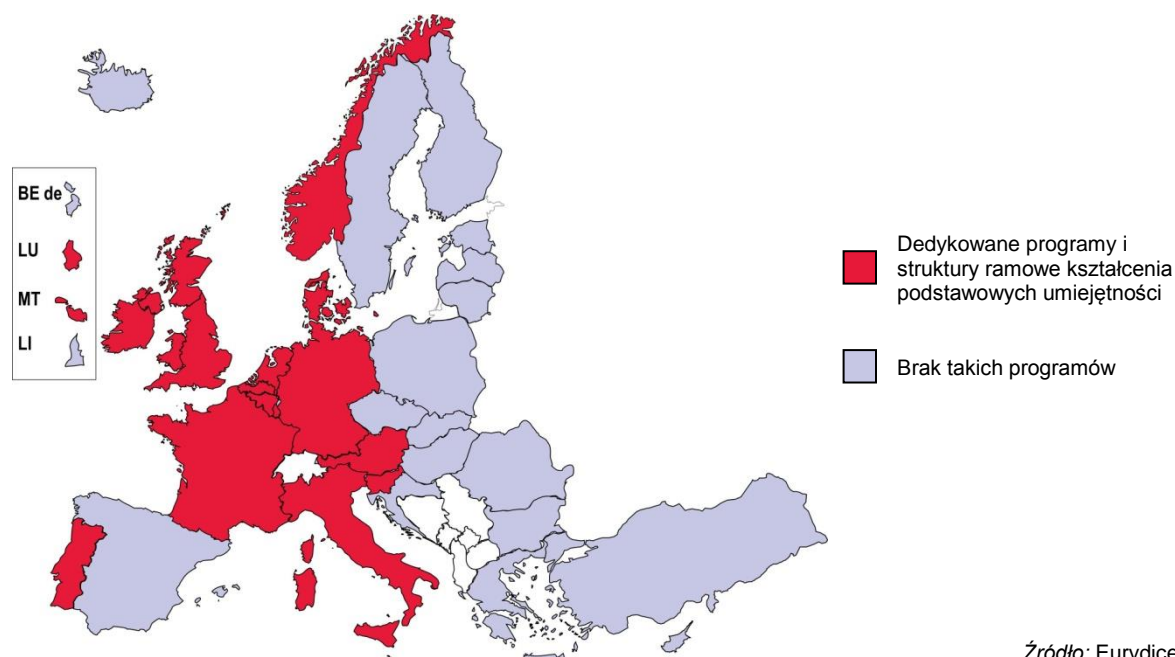 BE de
LU
MT
LI
Dedykowane programy i
struktury ramowe kształcenia
podstawowych umiejętności
Brak takich programów
Źródło: Eurydice